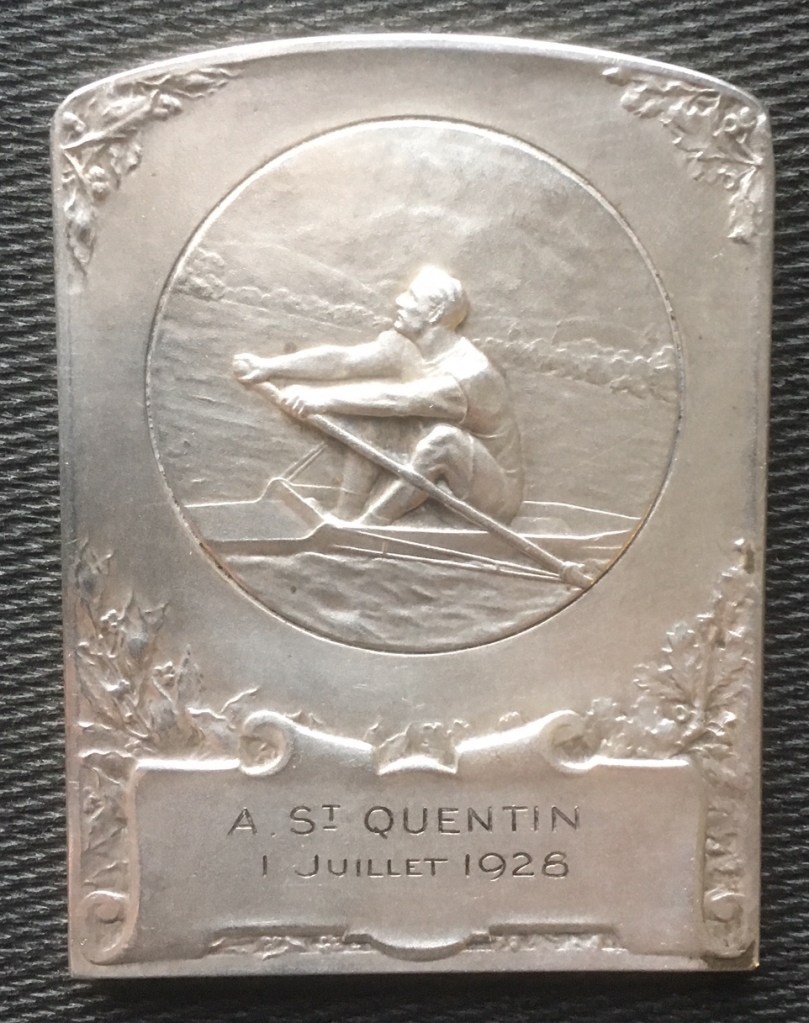 A. ST QUENTIN
1 JUILLET 1928